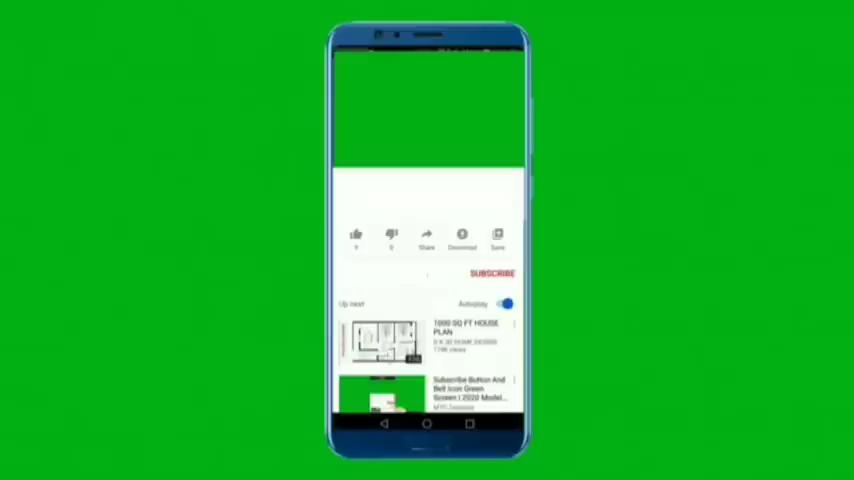 Share
Download
Save
SUBSCRIBE
Up next
Autoplay
1000 SQ FT HOUSE
PLAN
Subscribe Button And
Bell Icon Green
Screen | 2020 Model...